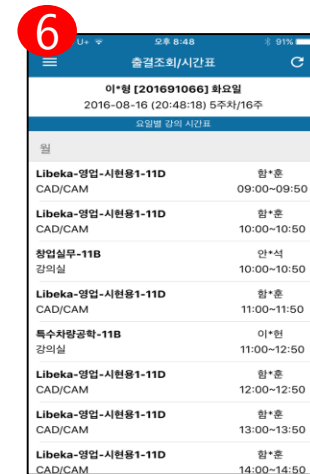 6
U+ 오후 8:48 91%
출결조회/시간표
이*형 [201691066] 화요일
2016-08-16 (20:48:18) 5주차/16주
요일별 강의 시간표
월
Libeka-영업-시현용1-11D 함*훈
CAD/CAM 09:00~09:50
Libeka-영업-시현용1-11D 함*훈
CAD/CAM 10:00~10:50
창업실무-11B 안*석
강의실 10:00~10:50
Libeka-영업-시현용1-11D 함*훈
CAD/CAM 11:00~11:50
특수차량공학-11B 이*헌
강의실 11:00~12:50
Libeka-영업-시현용1-11D 함*훈
CAD/CAM 12:00~12:50
Libeka-영업-시현용1-11D 함*훈
CAD/CAM 13:00~13:50
Libeka-영업-시현용1-11D 함*훈
CAD/CAM 14:00~14:50